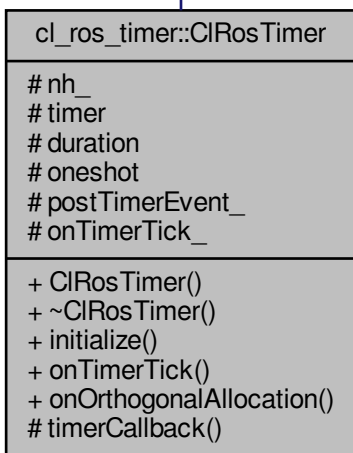 cl_ros_timer::ClRosTimer
# nh_
# timer
# duration
# oneshot
# postTimerEvent_
# onTimerTick_
+ ClRosTimer()
+ ~ClRosTimer()
+ initialize()
+ onTimerTick()
+ onOrthogonalAllocation()
# timerCallback()